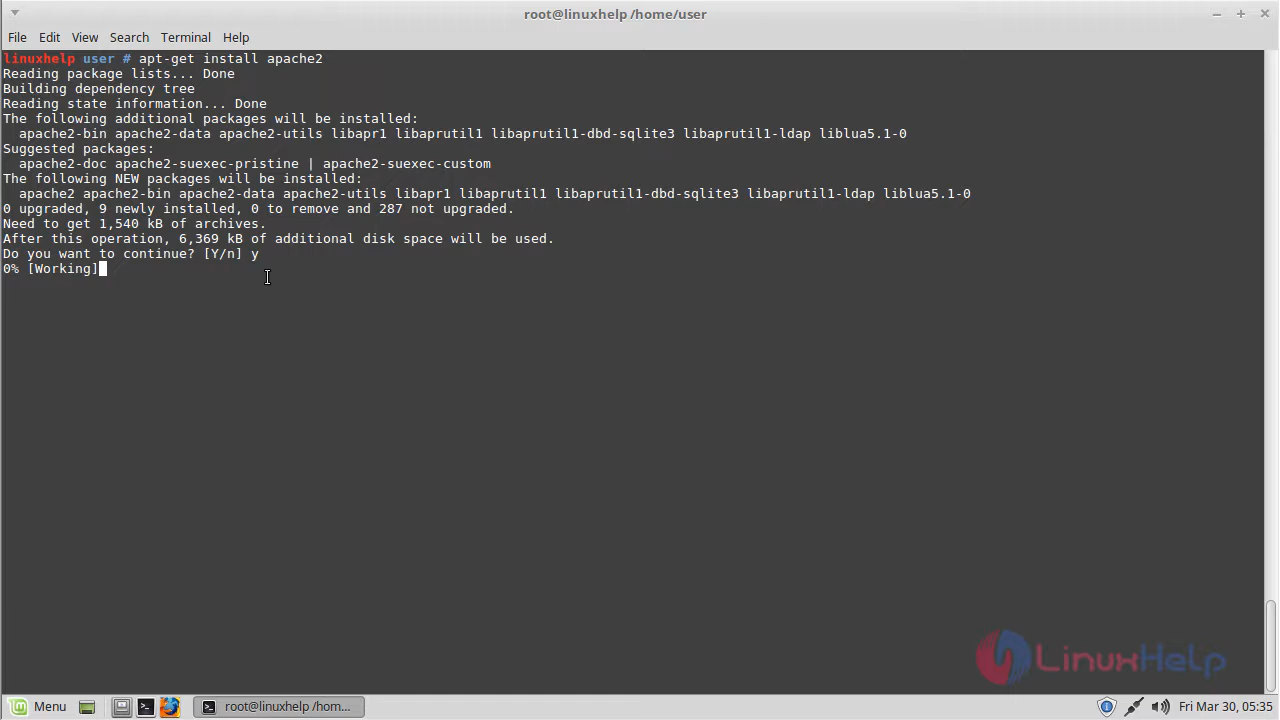 root@linuxhelp /home/user
File Edit View Search Terminal Help
linuxhelp user # apt-get install apache2
Reading package lists... Done
Building dependency tree
Reading state information... Done
The following additional packages will be installed:
  apache2-bin apache2-data apache2-utils libapr1 libaprutil1 libaprutil1-dbd-sqlite3 libaprutil1-ldap liblua5.1-0
Suggested packages:
  apache2-doc apache2-suexec-pristine | apache2-suexec-custom
The following NEW packages will be installed:
  apache2 apache2-bin apache2-data apache2-utils libapr1 libaprutil1 libaprutil1-dbd-sqlite3 libaprutil1-ldap liblua5.1-0
0 upgraded, 9 newly installed, 0 to remove and 287 not upgraded.
Need to get 1,540 kB of archives.
After this operation, 6,369 kB of additional disk space will be used.
Do you want to continue? [Y/n] y
0% [Working]
LinuxHelp
Menu root@linuxhelp /hom... Fri Mar 30, 05:35